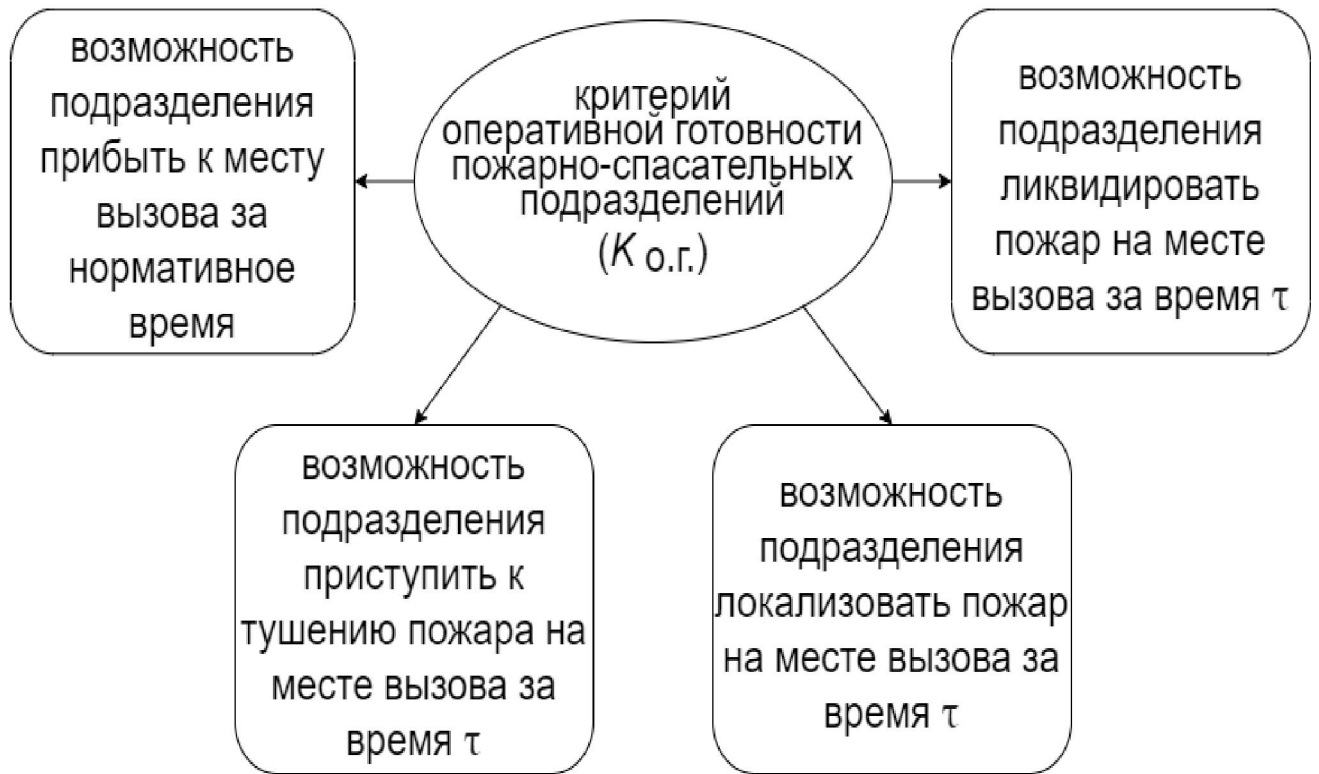 возможность
подразделения
прибыть к месту
вызова за
нормативное
время
критерий
оперативной готовности
пожарно-спасательных
подразделений
(K о.г.)
возможность
подразделения
ликвидировать
пожар на месте
вызова за время τ
возможность
подразделения
приступить к
тушению пожара на
месте вызова за
время τ
возможность
подразделения
локализовать пожар
на месте вызова за
время τ